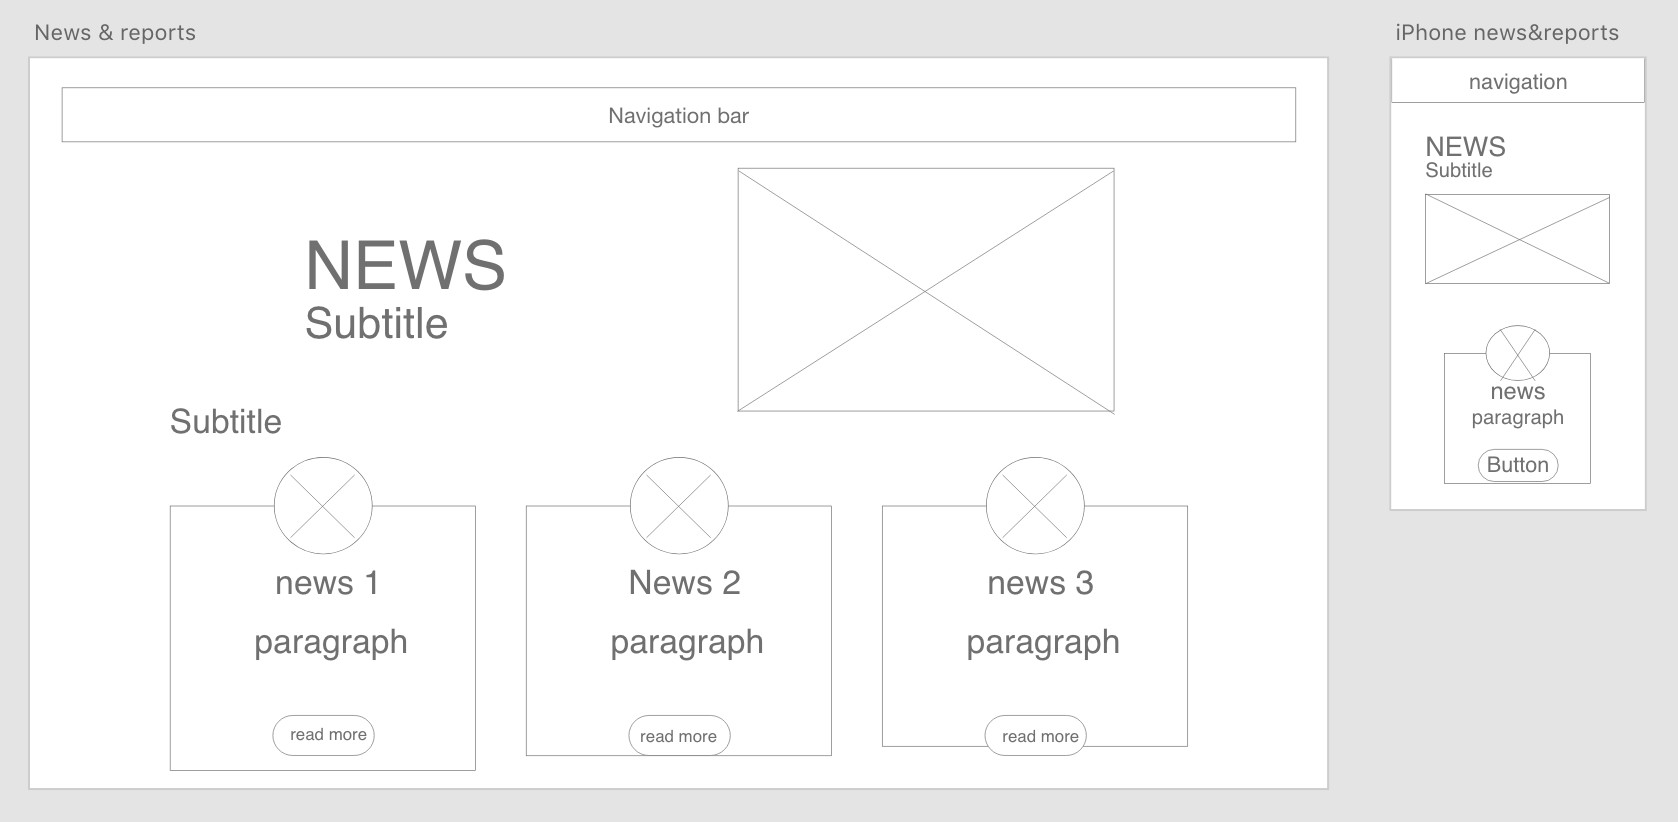 News & reports
Navigation bar
NEWS
Subtitle
Subtitle
news 1
paragraph
read more
News 2
paragraph
read more
news 3
paragraph
read more
iPhone news&reports
navigation
NEWS
Subtitle
news
paragraph
Button